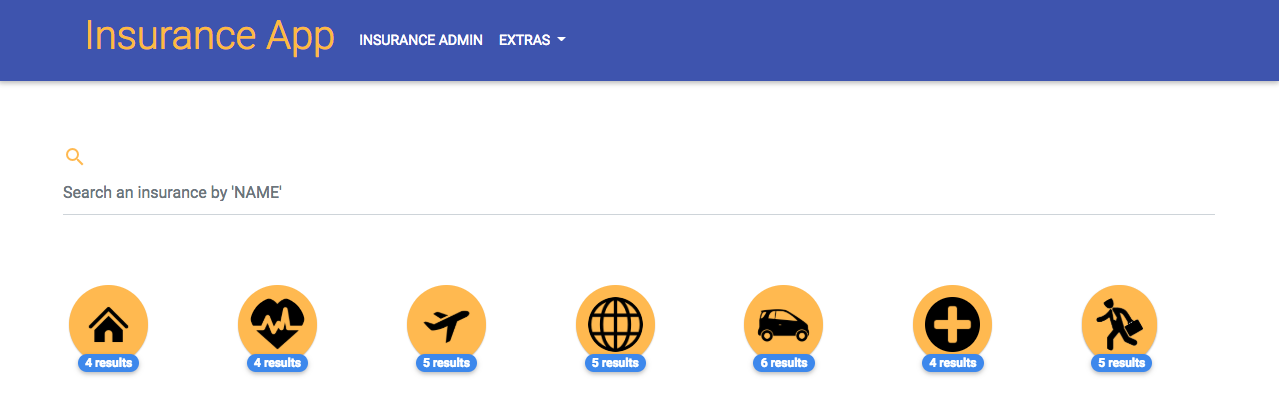 Insurance App INSURANCE ADMIN EXTRAS
Search an insurance by 'NAME'
4 results 4 results 5 results 5 results 6 results 4 results 5 results